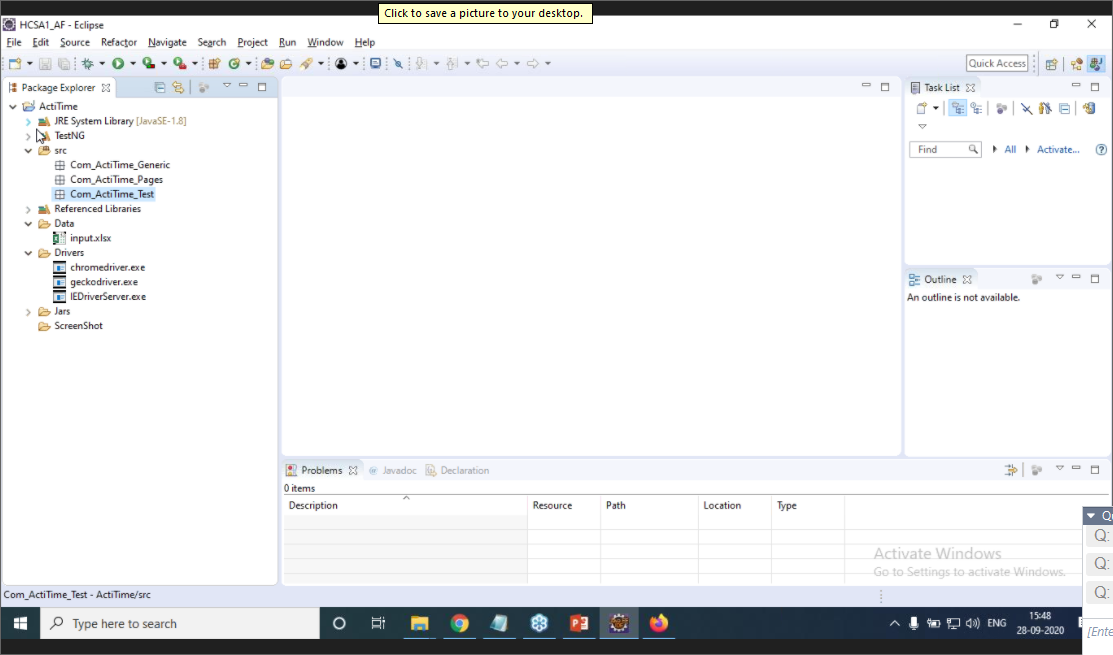 Click to save a picture to your desktop.
HCSA1_AF - Eclipse
File Edit Source Refactor Navigate Search Project Run Window Help
Quick Access
Package Explorer
ActiTime
JRE System Library [JavaSE-1.8]
TestNG
src
Com_ActiTime_Generic
Com_ActiTime_Pages
Com_ActiTime_Test
Referenced Libraries
Data
input.xlsx
Drivers
chromedriver.exe
geckodriver.exe
IEDriverServer.exe
Jars
ScreenShot
Task List
Find All Activate...
Outline
An outline is not available.
Problems Javadoc Declaration
0 items
Description Resource Path Location Type
Activate Windows
Go to Settings to activate Windows.
Q:
Q:
Q:
[Ente
Com_ActiTime_Test - ActiTime/src
Type here to search
ENG
15:48
28-09-2020